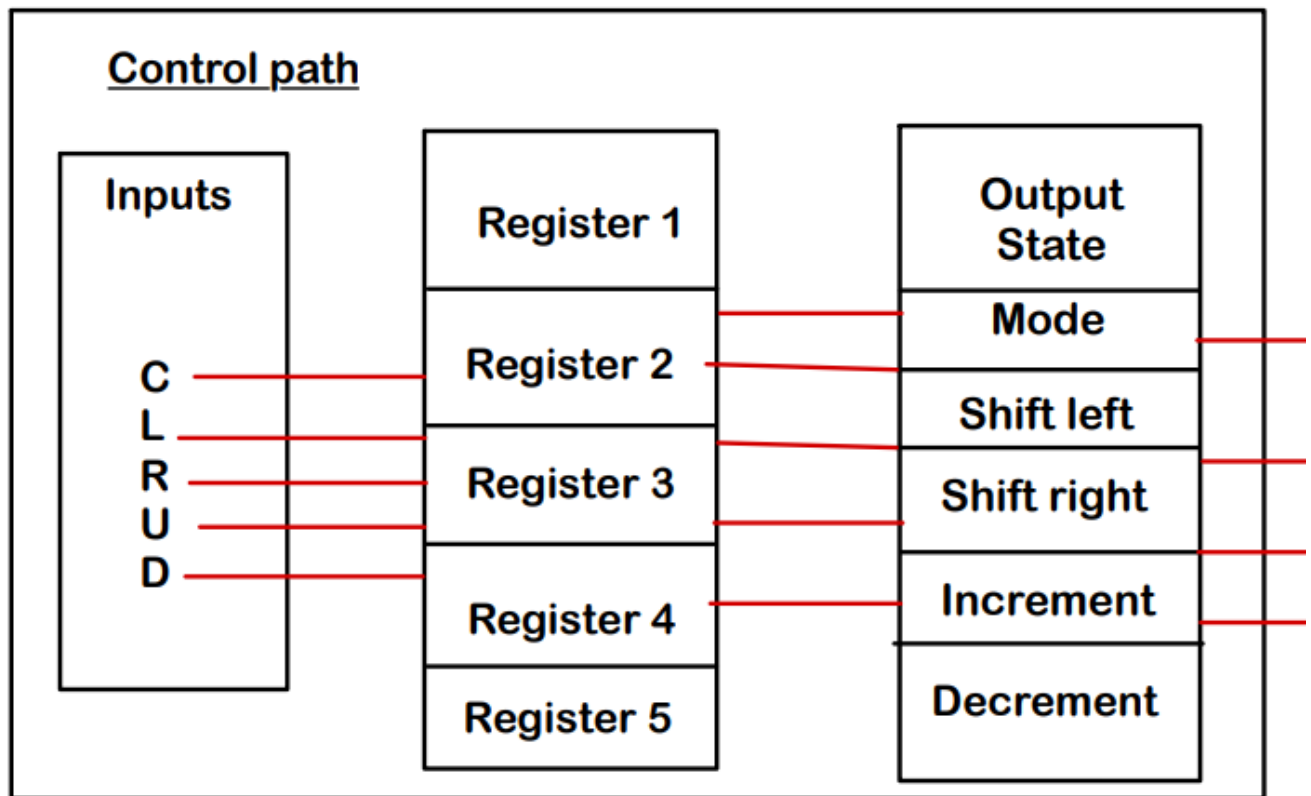 Control path
Inputs
C
L
R
U
D
Register 1
Register 2
Register 3
Register 4
Register 5
Output
State
Mode
Shift left
Shift right
Increment
Decrement